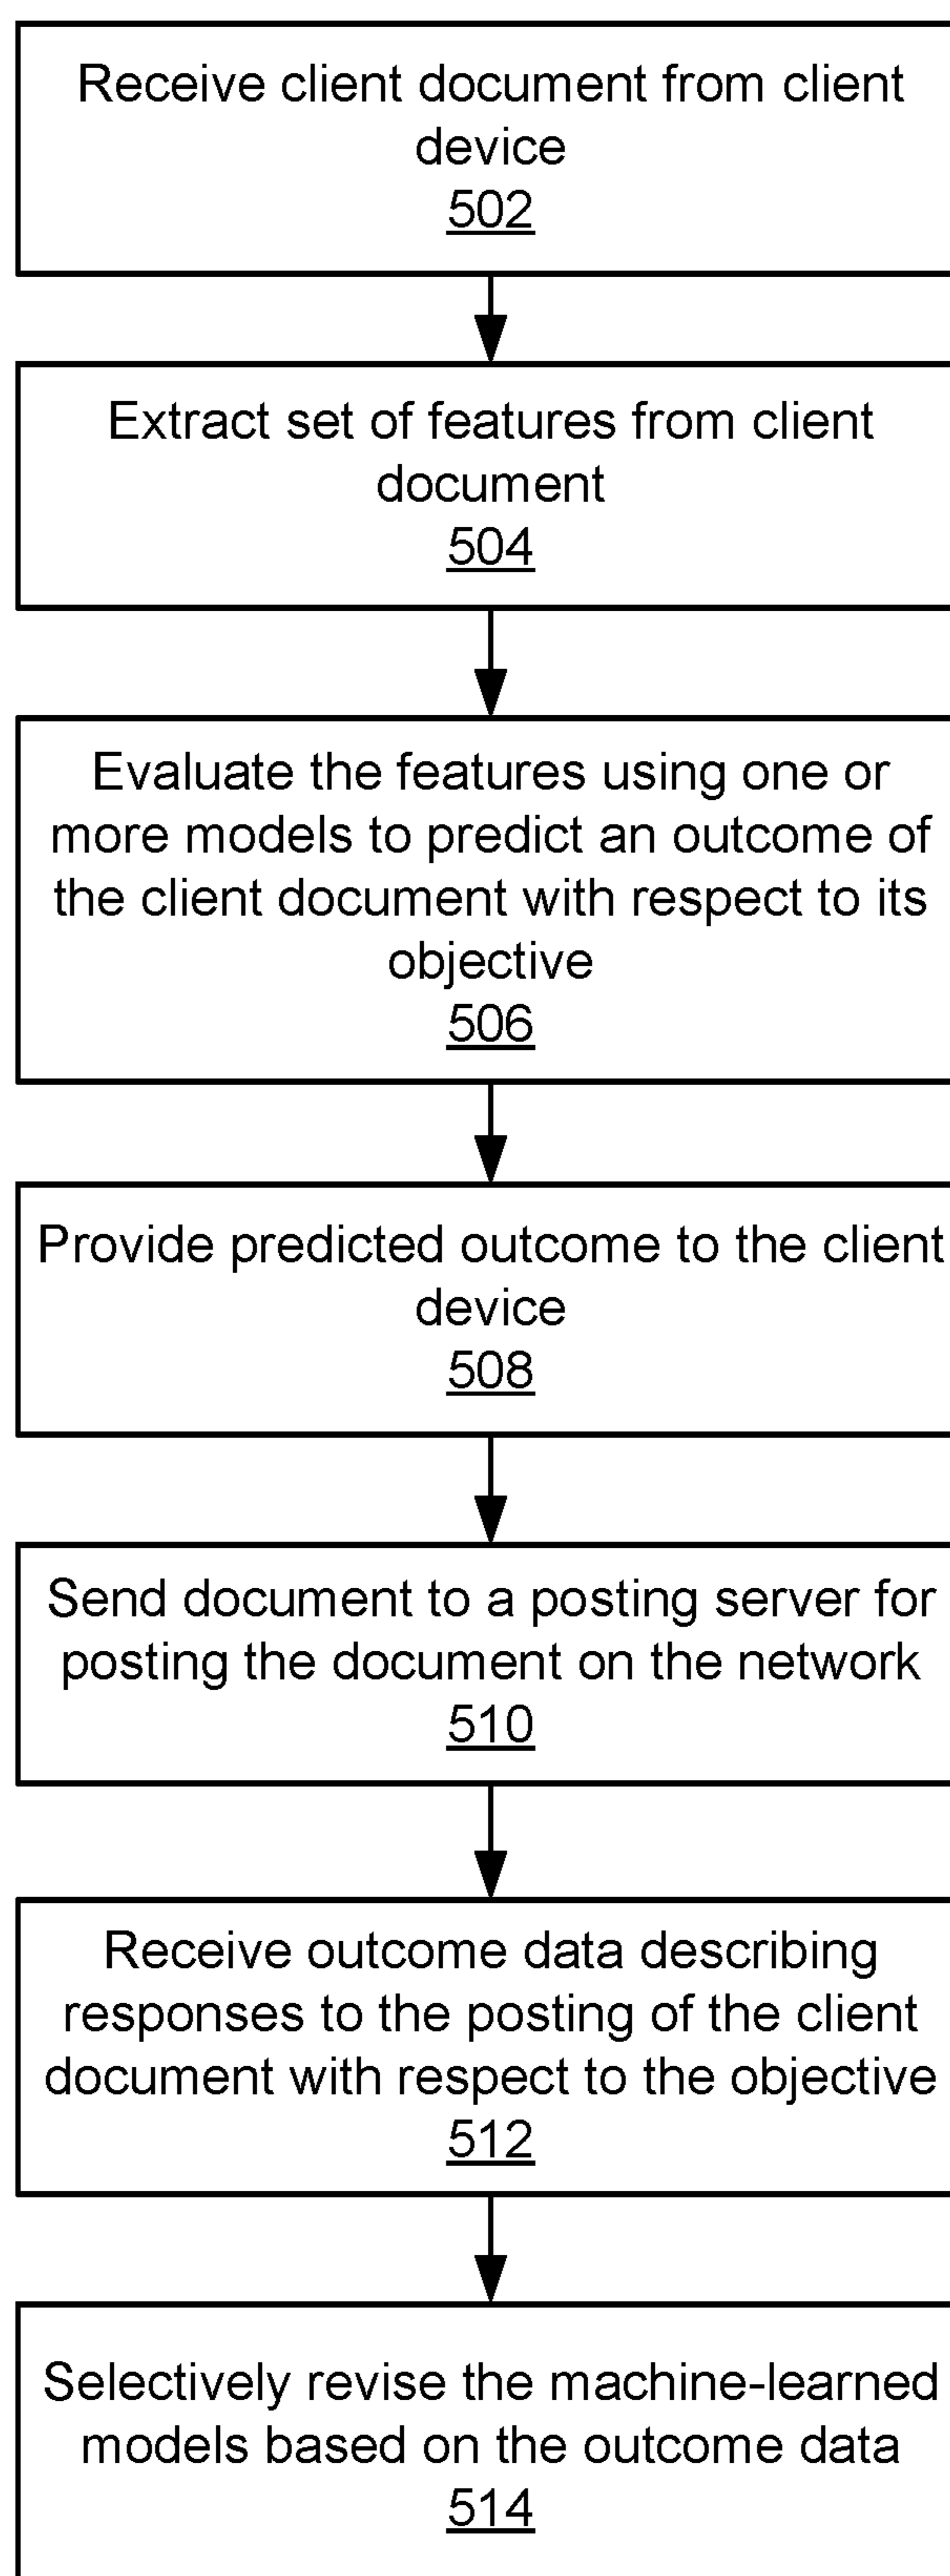 Receive client document from client
device
502
Extract set of features from client
document
504
Evaluate the features using one or
more models to predict an outcome of
the client document with respect to its
objective
506
Provide predicted outcome to the client
device
508
Send document to a posting server for
posting the document on the network
510
Receive outcome data describing
responses to the posting of the client
document with respect to the objective
512
Selectively revise the machine-learned
models based on the outcome data
514